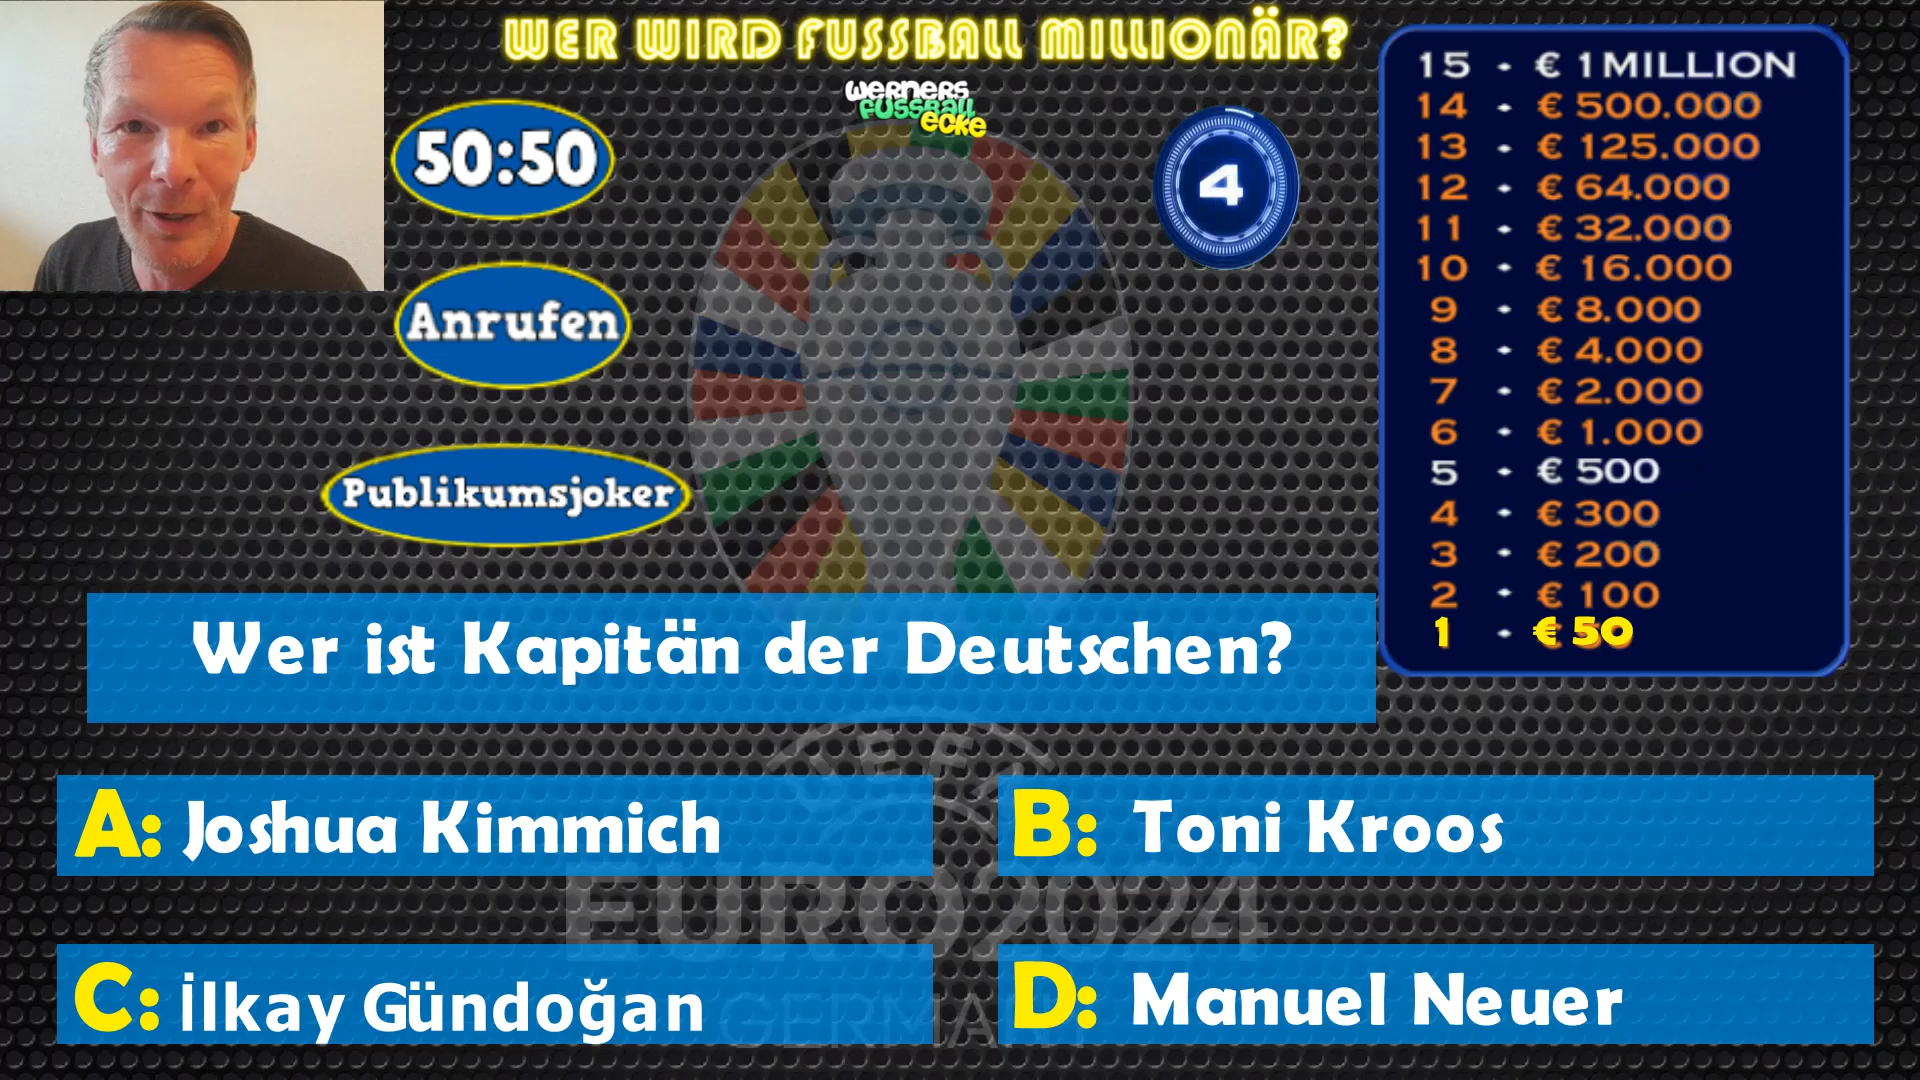 WER WIRD FUSSBALL MILLIONÄR?
werners
fussball
ecke
50:50
Anrufen
Publikumsjoker
4
15 • € 1 MILLION
14 • € 500.000
13 • € 125.000
12 • € 64.000
11 • € 32.000
10 • € 16.000
9 • € 8.000
8 • € 4.000
7 • € 2.000
6 • € 1.000
5 • € 500
4 • € 300
3 • € 200
2 • € 100
1 • € 50
Wer ist Kapitän der Deutschen?
UEFA
A: Joshua Kimmich
B: Toni Kroos
EURO2024
C: İlkay Gündoğan
D: Manuel Neuer
GERMANY